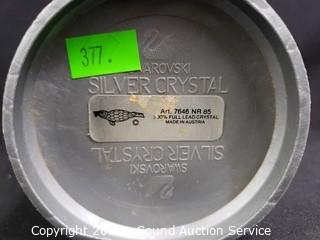 377.
SWAROVSKI
SILVER CRYSTAL
Art. 7646 NR 85
> 30% FULL LEAD CRYSTAL
MADE IN AUSTRIA
SILVER CRYSTAL
SWAROVSKI
Sound Auction Service